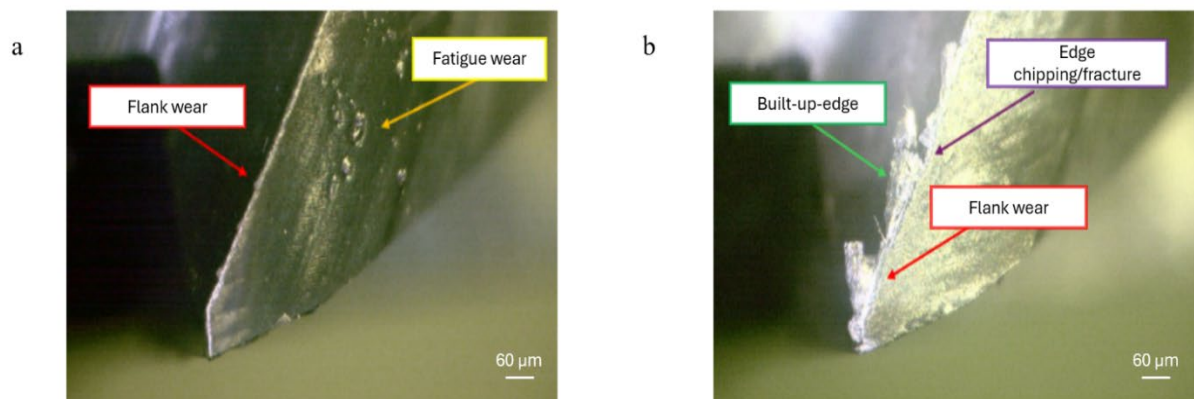 a
Fatigue wear
Flank wear
60 µm
b
Edge
chipping/fracture
Built-up-edge
Flank wear
60 µm